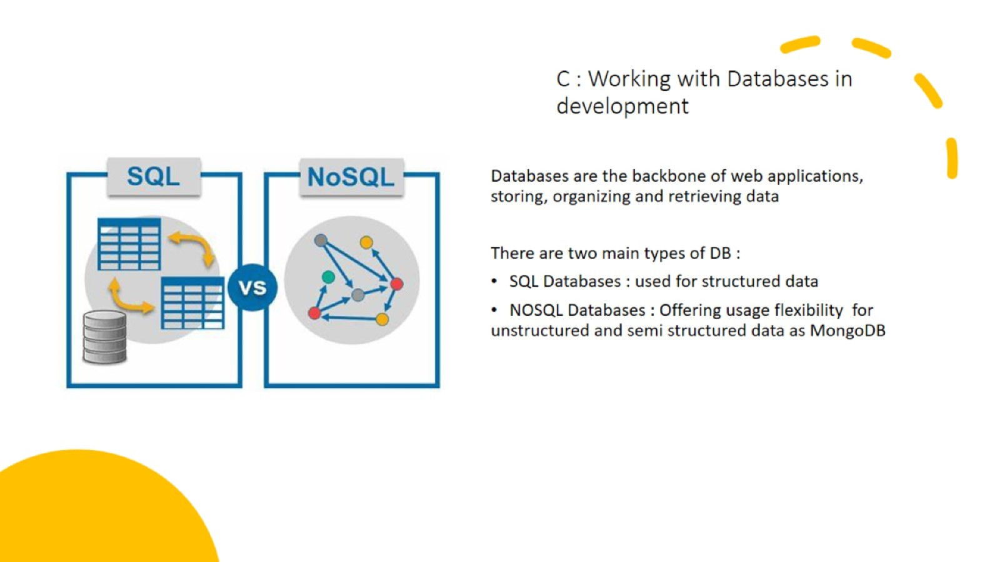 C : Working with Databases in
development
SQL
NoSQL
vs
Databases are the backbone of web applications,
storing, organizing and retrieving data
There are two main types of DB :
• SQL Databases : used for structured data
• NOSQL Databases : Offering usage flexibility  for
unstructured and semi structured data as MongoDB